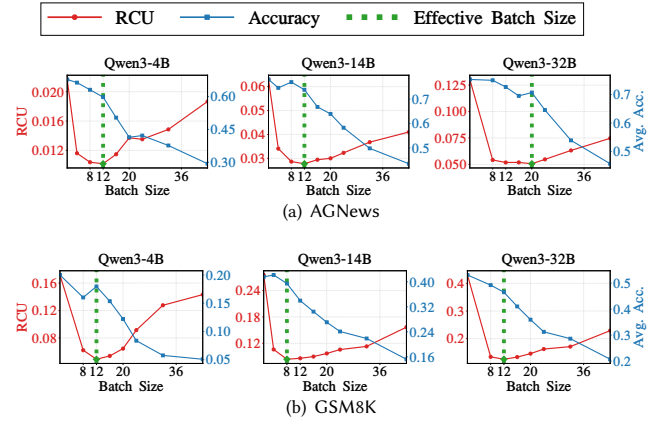 RCU Accuracy Effective Batch Size
Qwen3-4B Qwen3-14B Qwen3-32B
0.020 0.60 0.06 0.7 0.125 0.7
RCU 0.016 0.45 0.05 0.6 0.100 0.6 Avg. Acc.
0.012 0.30 0.04 0.5 0.075 0.5
0.03 0.050
8 12 20 36 8 12 20 36 8 12 20 36
Batch Size Batch Size Batch Size
(a) AGNews
Qwen3-4B Qwen3-14B Qwen3-32B
0.16 0.20 0.28 0.40 0.4 0.5
RCU 0.12 0.15 0.20 0.32 0.3 0.4 Avg. Acc.
0.08 0.10 0.12 0.24 0.2 0.3
0.05 0.16 0.2
8 12 20 36 8 12 20 36 8 12 20 36
Batch Size Batch Size Batch Size
(b) GSM8K